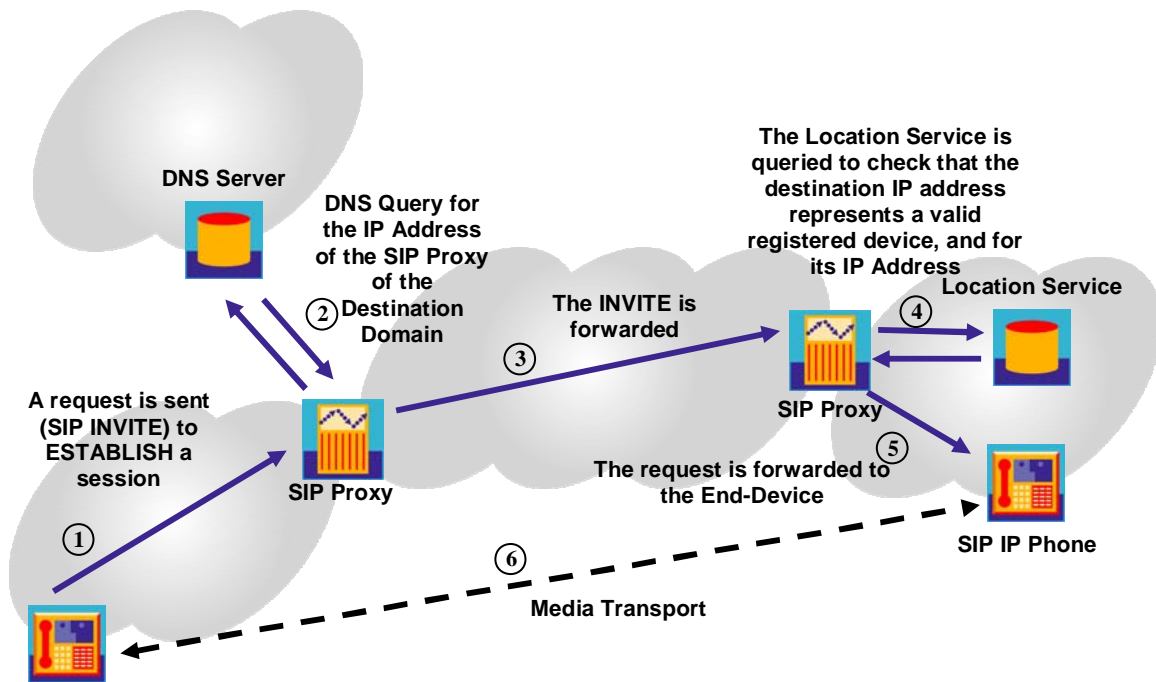 The Location Service is
queried to check that the
destination IP address
represents a valid
registered device, and for
its IP Address
DNS Server
DNS Query for
the IP Address
of the SIP Proxy
of the
Destination
Domain
2
The INVITE is
forwarded
3
Location Service
4
SIP Proxy
A request is sent
(SIP INVITE) to
ESTABLISH a
session
1
SIP Proxy
5
The request is forwarded to
the End-Device
SIP IP Phone
6
Media Transport